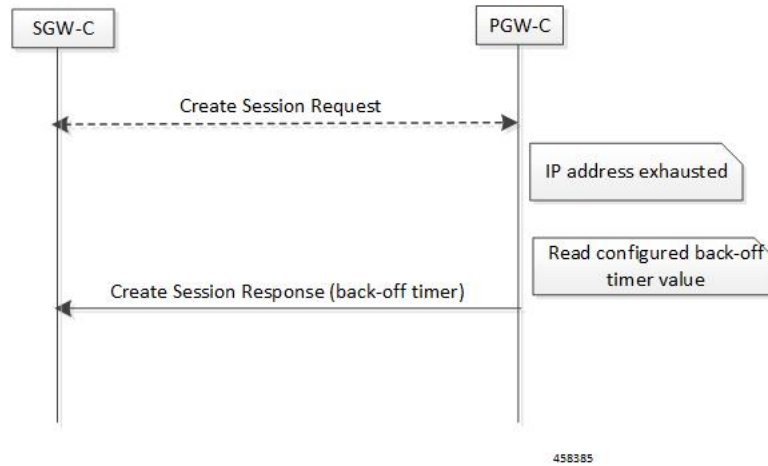 SGW-C
PGW-C
Create Session Request
IP address exhausted
Read configured back-off
timer value
Create Session Response (back-off timer)
458385